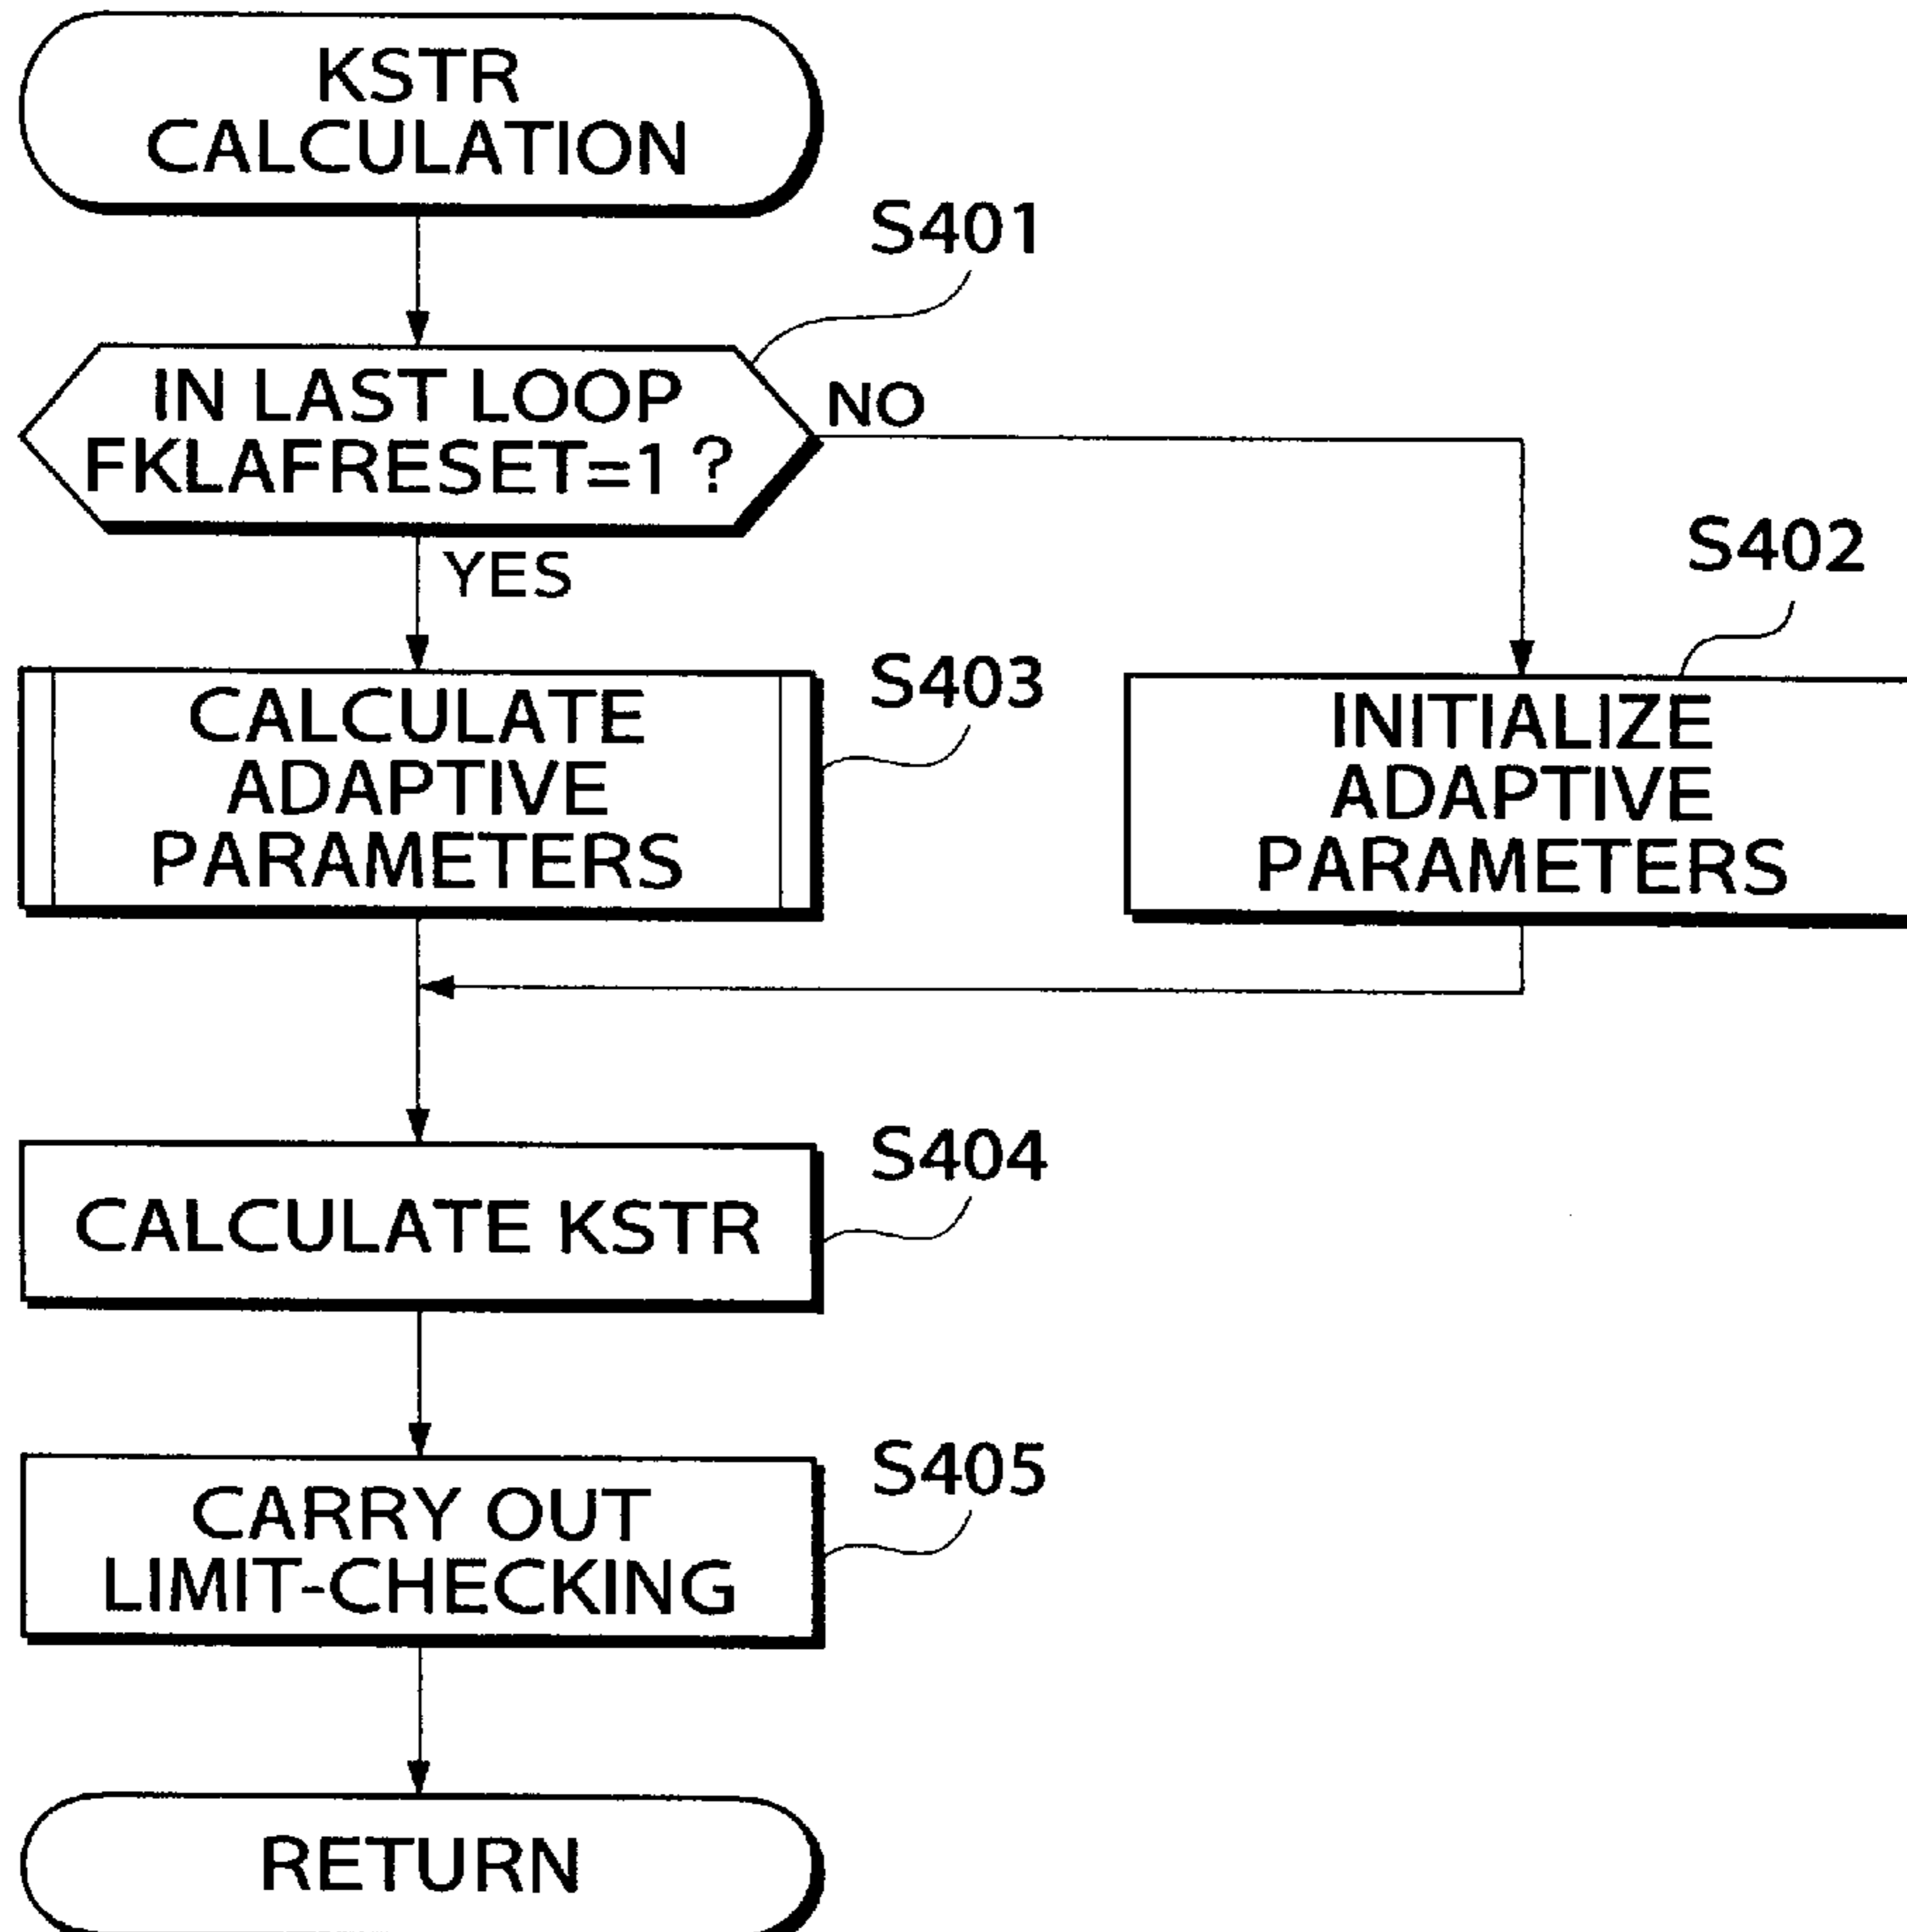 KSTR
CALCULATION
S401
IN LAST LOOP
FKLAFRESET=1 ?
NO
YES
S402
S403
CALCULATE
ADAPTIVE
PARAMETERS
INITIALIZE
ADAPTIVE
PARAMETERS
S404
CALCULATE KSTR
S405
CARRY OUT
LIMIT-CHECKING
RETURN